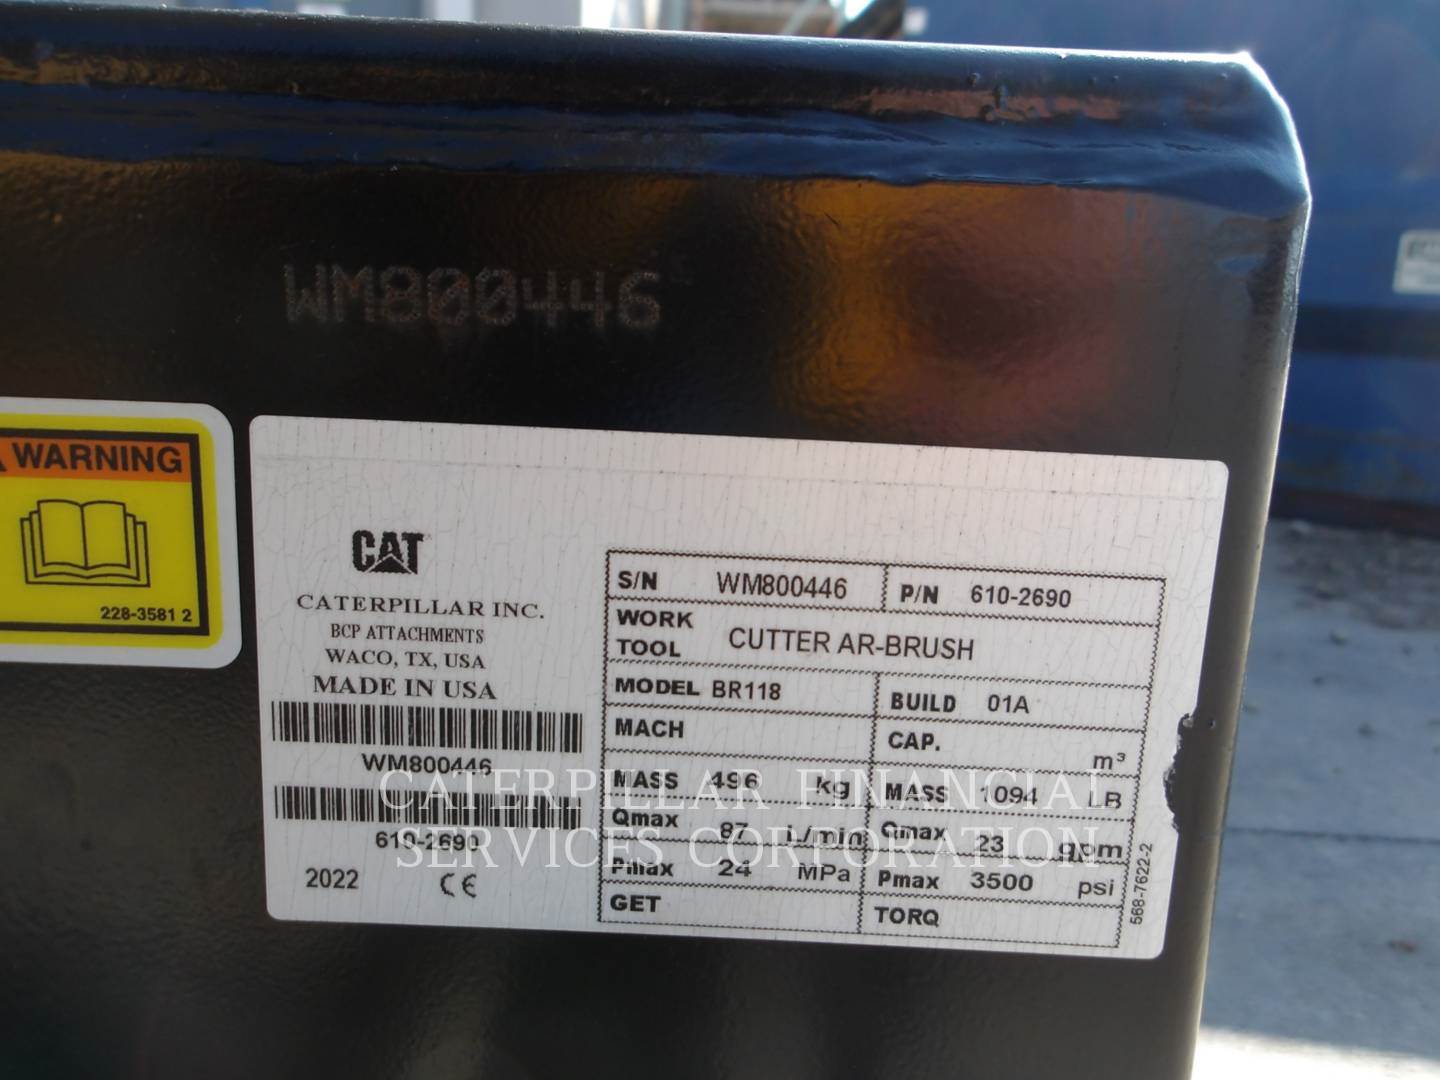 WM800446
WARNING
228-3581 2
CAT
CATERPILLAR INC.
BCP ATTACHMENTS
WACO, TX, USA
MADE IN USA
WM800446
610-2690
2022 CE
S/N WM800446 P/N 610-2690
WORK TOOL CUTTER AR-BRUSH
MODEL BR118 BUILD 01A
MACH CAP. m³
MASS 496 kg MASS 1094 LB
Qmax 87 L/min Qmax 23 gpm
Pmax 24 MPa Pmax 3500 psi
GET TORQ
568-7622-2
CATERPILLAR FINANCIAL
SERVICES CORPORATION